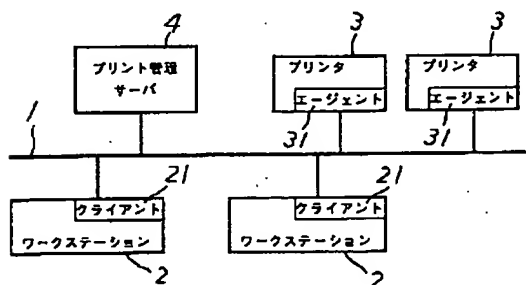 4
プリント管理
サーバ
3
プリンタ
エージェント
31
3
プリンタ
エージェント
31
1
21
クライアント
ワークステーション
2
21
クライアント
ワークステーション
2